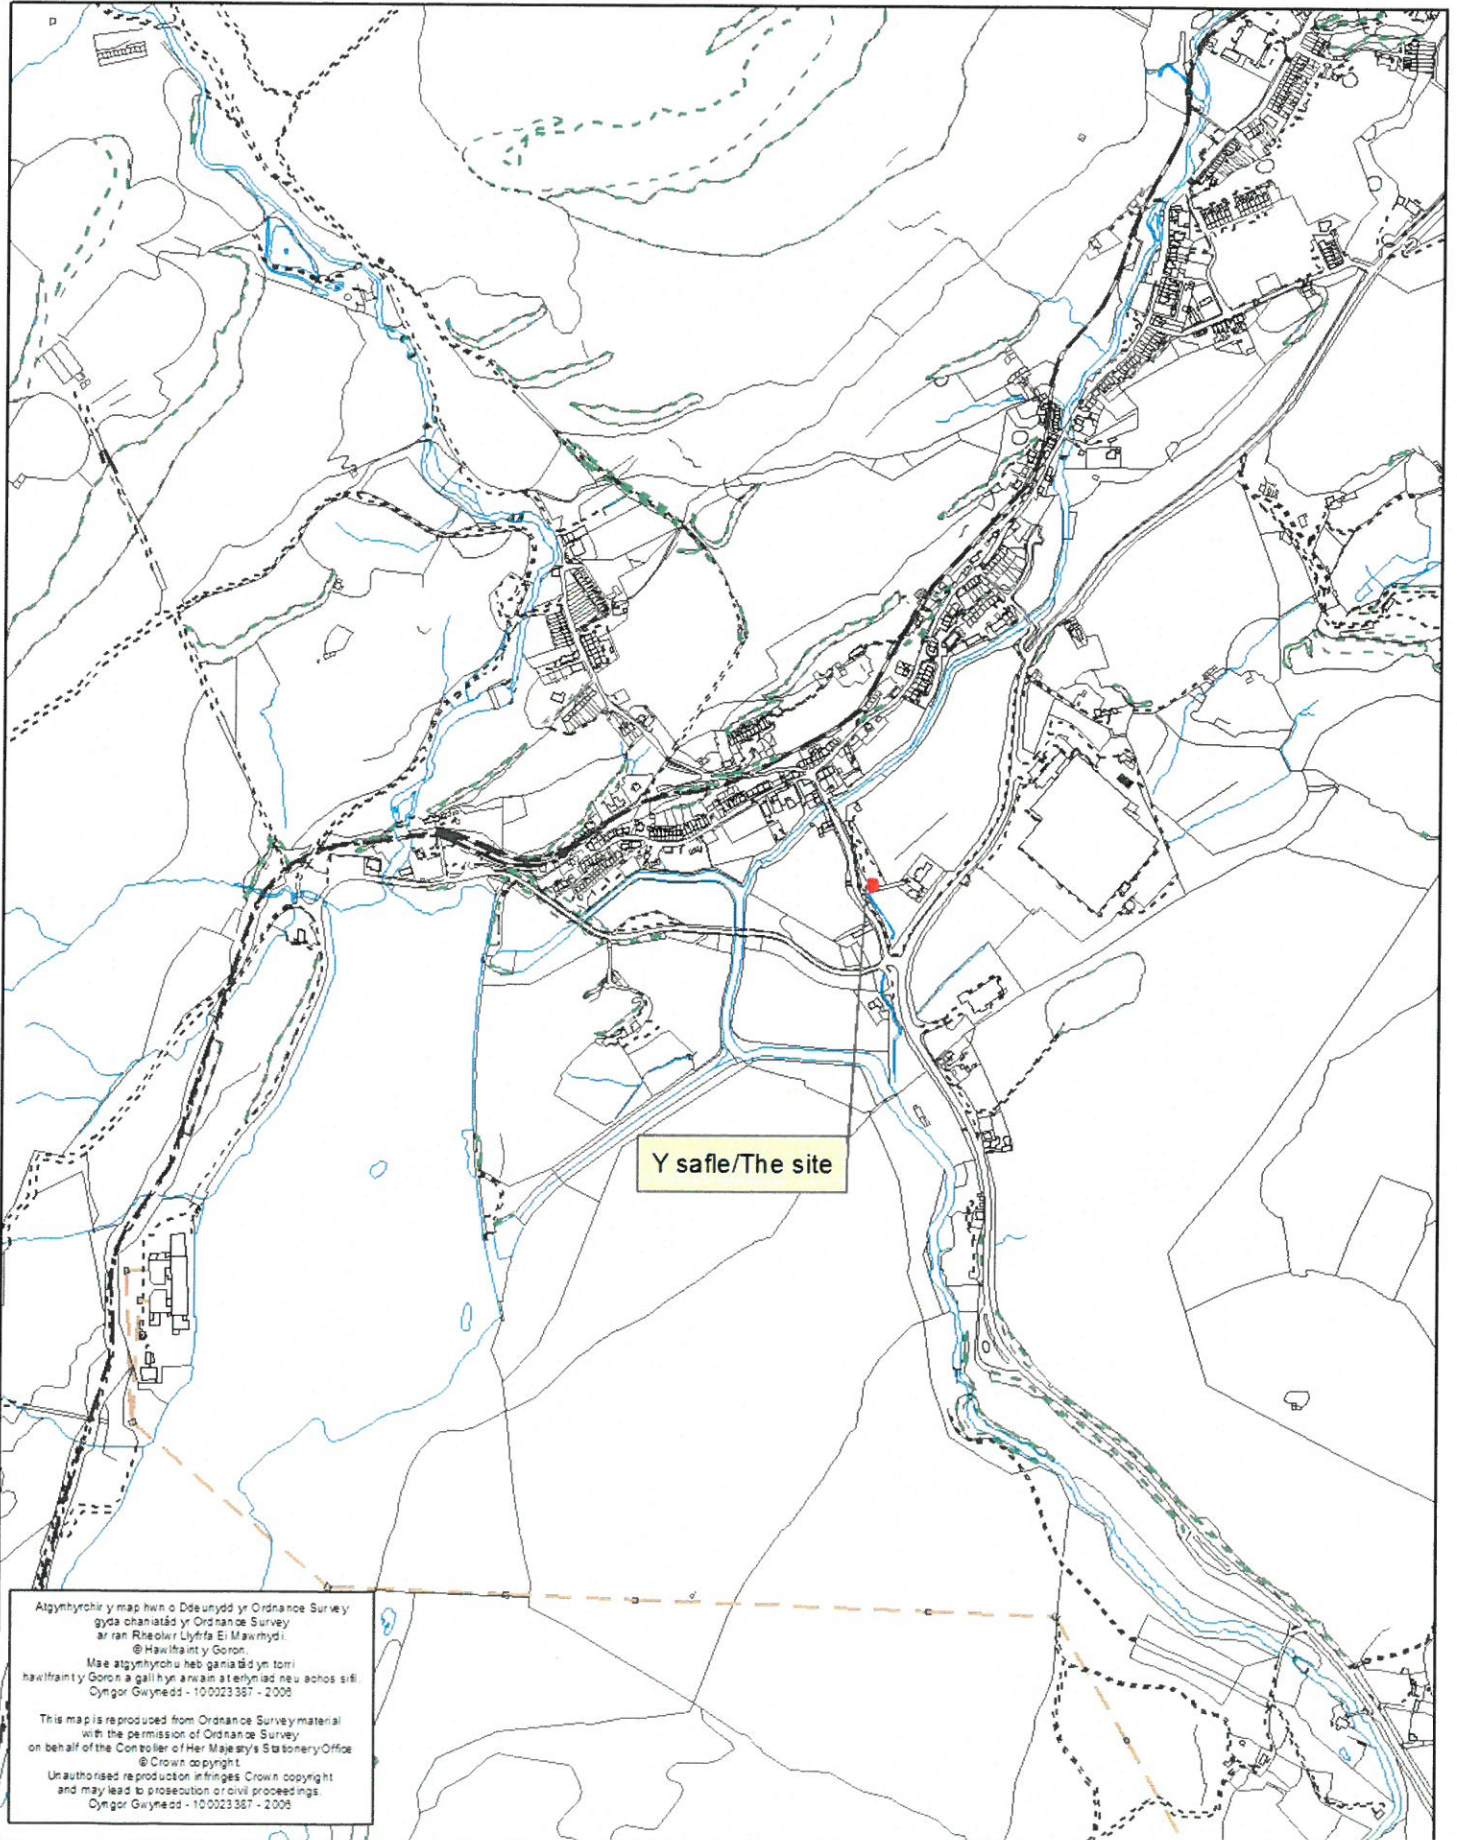 Y safle/The site
Atgynhyrchir y map hwn o Ddeunydd yr Ordnance Survey
gyda chaniatâd yr Ordnance Survey
ar ran Rheolwr Llyfrfa Ei Mawrhydi.
© Hawlfraint y Goron.
Mae atgynhyrchu heb ganiatâd yn torri
hawlfraint y Goron a gall hyn arwain at erlyniad neu achos sifil.
Cyngor Gwynedd - 100023387 -
This map is reproduced from Ordnance Survey material
with the permission of Ordnance Survey
on behalf of the Controller of Her Majesty's Stationery Office
© Crown copyright.
Unauthorised reproduction infringes Crown copyright
and may lead to prosecution or civil proceedings.
Cyngor Gwynedd - 100023387 -